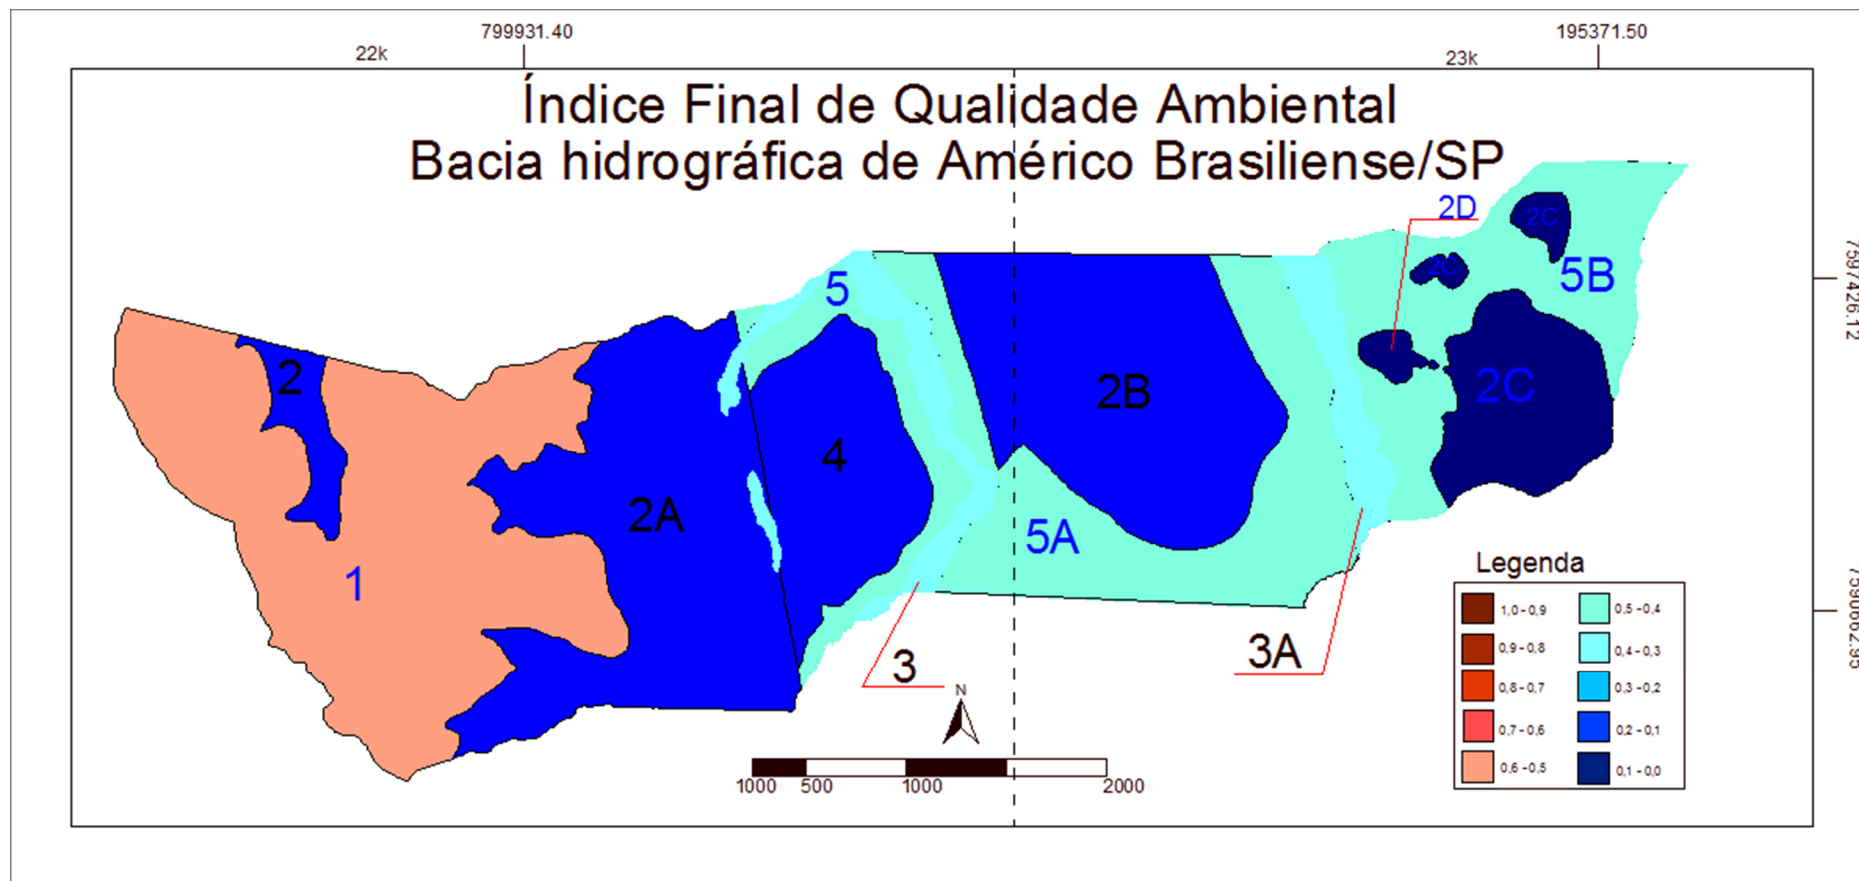 799931.40
195371.50
22k
23k
Índice Final de Qualidade Ambiental
Bacia hidrográfica de Américo Brasiliense/SP
2D
2C
2C
5B
5
7597426.12
2
2B
2C
4
2A
5A
1
3A
3
7590662.95
N
1000 500 1000 2000
Legenda
1,0 - 0,9
0,9 - 0,8
0,8 - 0,7
0,7 - 0,6
0,6 - 0,5
0,5 - 0,4
0,4 - 0,3
0,3 - 0,2
0,2 - 0,1
0,1 - 0,0